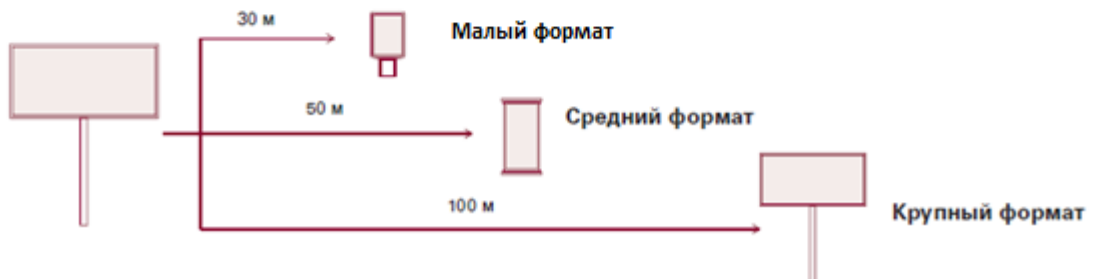 30 м
Малый формат
50 м
Средний формат
100 м
Крупный формат